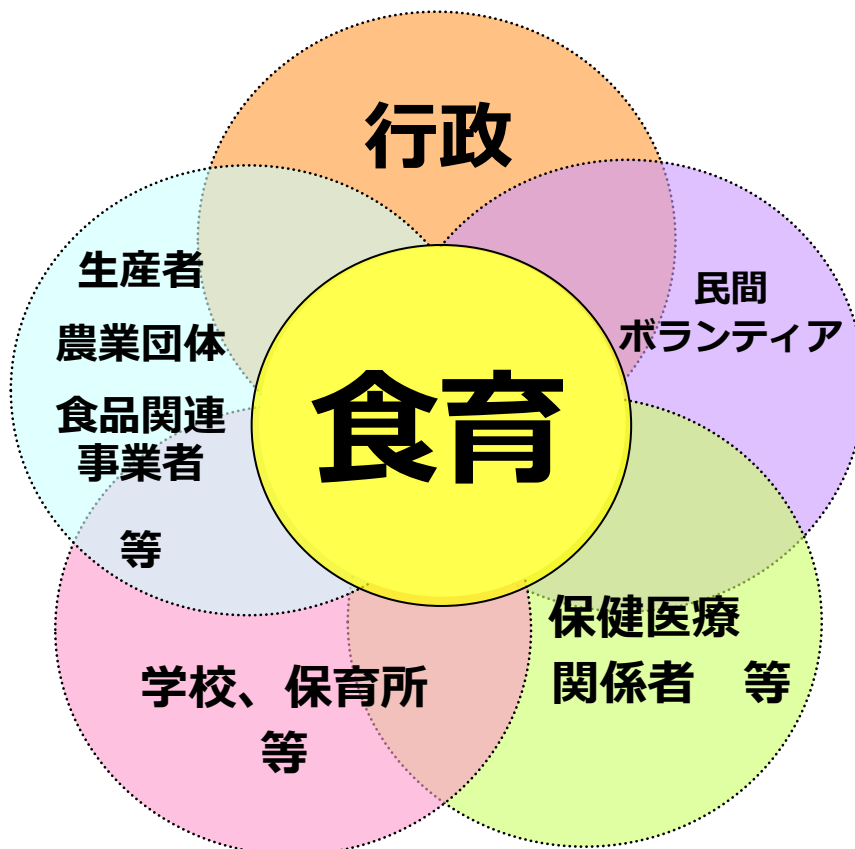 行政
民間
ボランティア
生産者
農業団体
食品関連
事業者
等
食育
保健医療
関係者　等
学校、保育所
等